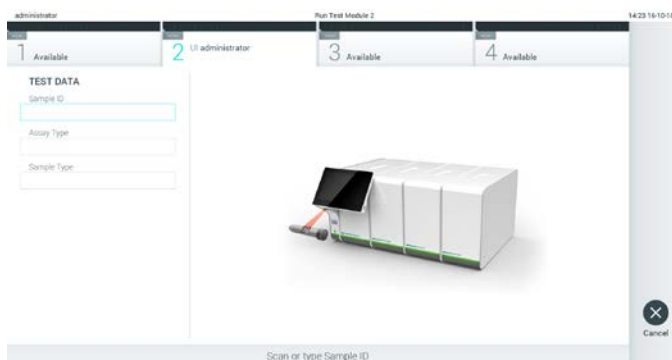 administrator Run Test Module 2 14:23 16-10-18
1 Available
2 UI administrator
3 Available
4 Available
TEST DATA
Sample ID
Assay Type
Sample Type
Cancel
Scan or type Sample ID